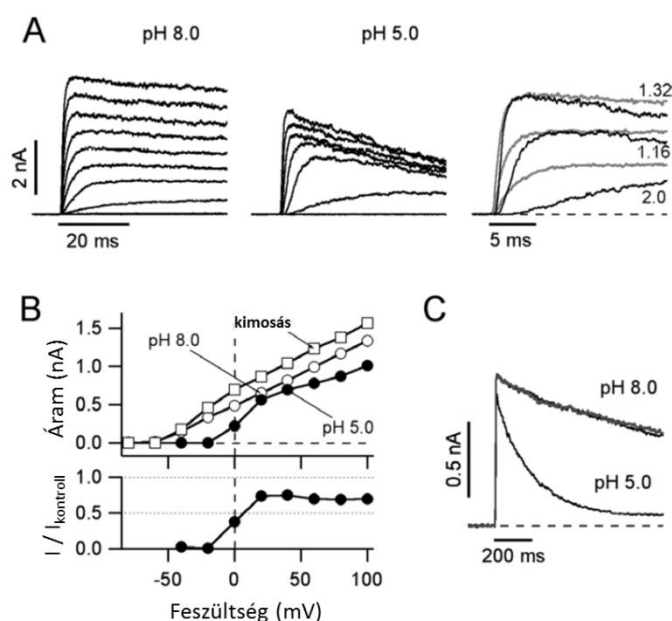 A
pH 8.0
pH 5.0
2 nA
20 ms
1.32
1.16
2.0
5 ms
B
Áram (nA)
1.5
1.0
0.5
0.0
kimosás
pH 8.0
pH 5.0
I / Ikontroll
1.0
0.5
0.0
-50
0
50
100
Feszültség (mV)
C
pH 8.0
pH 5.0
0.5 nA
200 ms